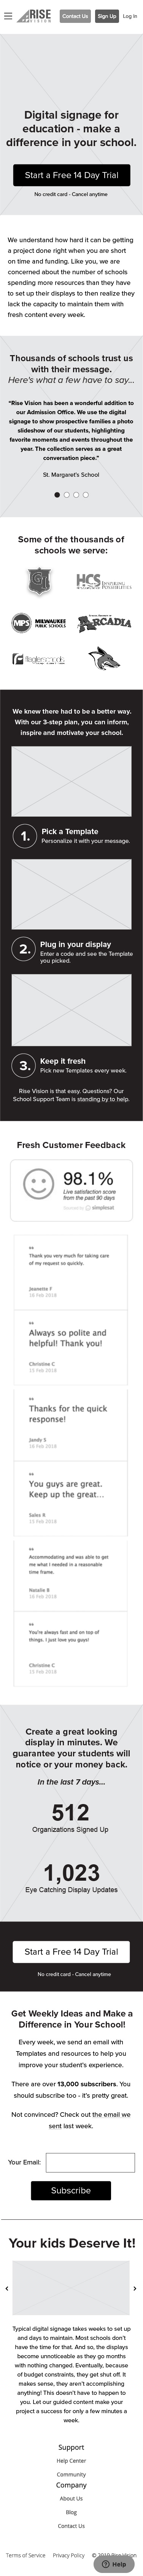 RISE
VISION
Contact Us
Sign Up
Log In
Digital signage for
education - make a
difference in your school.
Start a Free 14 Day Trial
No credit card - Cancel anytime
We understand how hard it can be getting
a project done right when you are short
on time and funding. Like you, we are
concerned about the number of schools
spending more resources than they have
to set up their displays to then realize they
lack the capacity to maintain them with
fresh content every week.
Thousands of schools trust us
with their message.
Here's what a few have to say...
“Rise Vision has been a wonderful addition to
our Admission Office. We use the digital
signage to show prospective families a photo
slideshow of our students, highlighting
favorite moments and events throughout the
year. The collection serves as a great
conversation piece.”
St. Margaret's School
Some of the thousands of
schools we serve:
HCS INSPIRING
POSSIBILITIES
MPS MILWAUKEE
PUBLIC SCHOOLS
ARCADIA
We knew there had to be a better way.
With our 3-step plan, you can inform,
inspire and motivate your school.
1. Pick a Template
Personalize it with your message.
2. Plug in your display
Enter a code and see the Template
you picked.
3. Keep it fresh
Pick new Templates every week.
Rise Vision is that easy. Questions? Our
School Support Team is standing by to help.
Fresh Customer Feedback
98.1%
Live satisfaction score
from the past 90 days
simplesat
“
Thank you very much for taking care
of my request so quickly.
Jeanette F
18 Feb 2018
“
Always so polite and
helpful! Thank you!
Christine C
15 Feb 2018
“
Thanks for the quick
response!
Jandy S
16 Feb 2018
“
You guys are great.
Keep up the great...
Sales R
15 Feb 2018
“
Accommodating and was able to get
me what I needed in a reasonable
time frame.
Natalie B
16 Feb 2018
“
You're always fast and on top of
things. I just love you guys!
Christine C
15 Feb 2018
Create a great looking
display in minutes. We
guarantee your students will
notice or your money back.
In the last 7 days...
512
Organizations Signed Up
1,023
Eye Catching Display Updates
Start a Free 14 Day Trial
No credit card - Cancel anytime
Get Weekly Ideas and Make a
Difference in Your School!
Every week, we send an email with
Templates and resources to help you
improve your student's experience.
There are over 13,000 subscribers. You
should subscribe too - it's pretty great.
Not convinced? Check out the email we
sent last week.
Your Email:
Subscribe
Your kids Deserve It!
Typical digital signage takes weeks to set up
and days to maintain. Most schools don't
have the time for that. And so, their displays
become unnoticeable as they go months
with nothing changed. Eventually, because
of budget constraints, they get shut off. It
makes sense, they aren't accomplishing
anything! This doesn't have to happen to
you. Let our guided content make your
project a success for only a few minutes a
week.
Support
Help Center
Community
Company
About Us
Blog
Contact Us
Terms of Service
Privacy Policy
© 2019 Rise Vision
Help